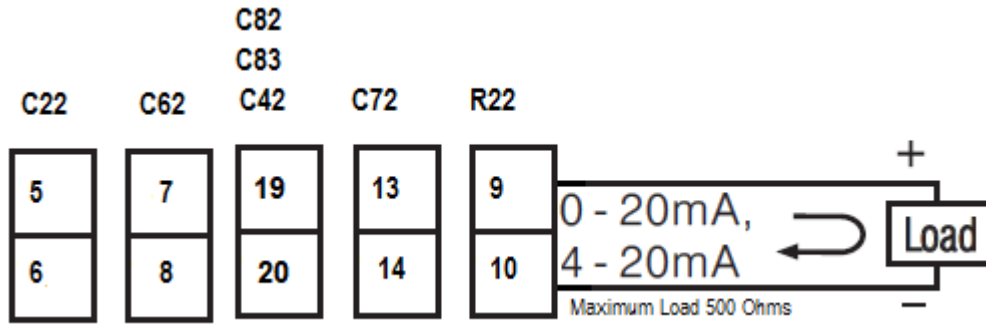 C82
C83
C22 C62 C42 C72 R22
+
5 7 19 13 9
0 - 20mA,
Load
4 - 20mA
6 8 20 14 10
Maximum Load 500 Ohms
−